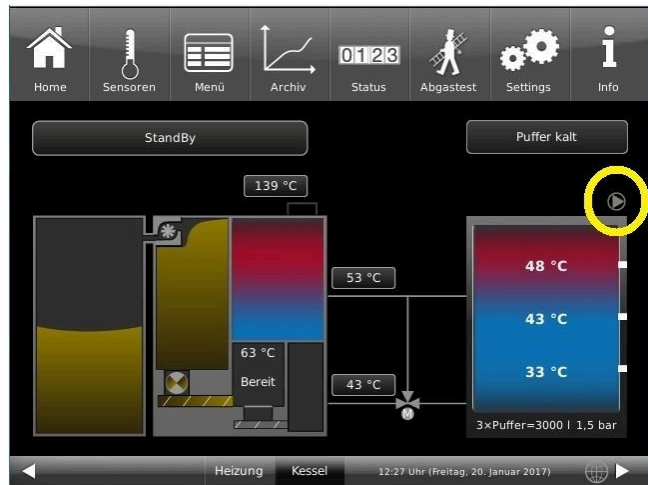 0123
Home Sensoren Menü Archiv Status Abgastest Settings Info
StandBy Puffer kalt
139 °C
53 °C
48 °C
43 °C
63 °C
Bereit
43 °C
33 °C
M
3×Puffer=3000 l 1,5 bar
Heizung Kessel 12:27 Uhr (Freitag, 20. Januar 2017)